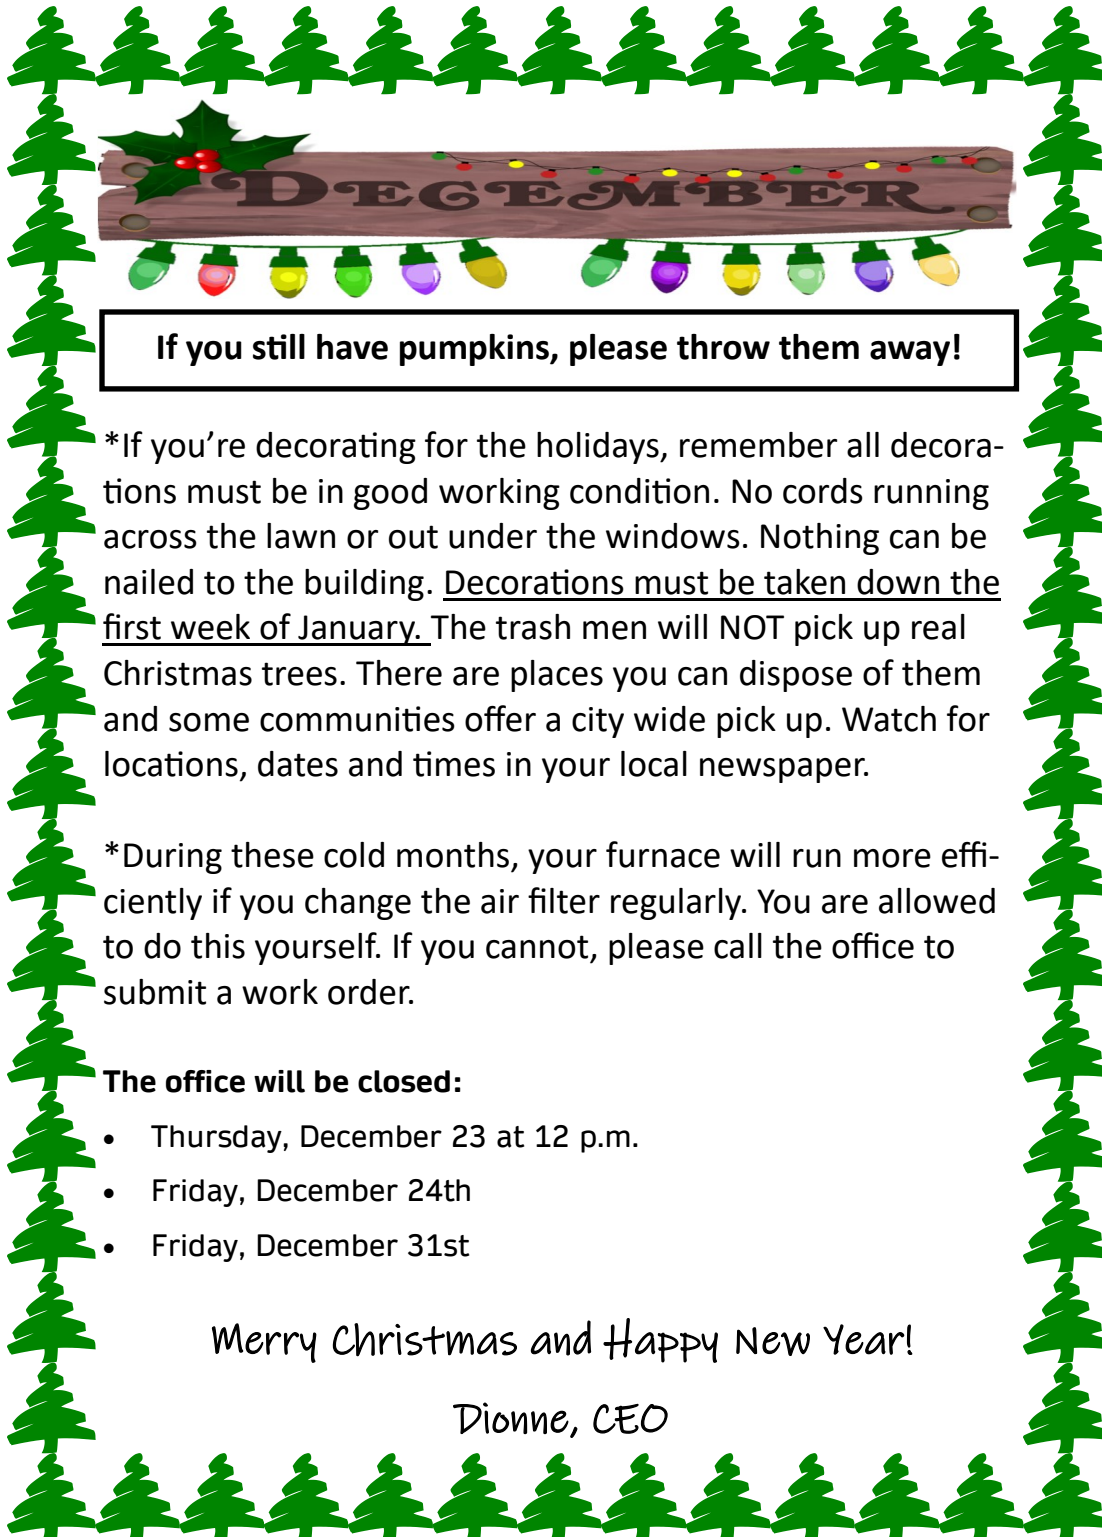 DECEMBER
If you still have pumpkins, please throw them away!
*If you’re decorating for the holidays, remember all decora-
tions must be in good working condition. No cords running
across the lawn or out under the windows. Nothing can be
nailed to the building. Decorations must be taken down the
first week of January. The trash men will NOT pick up real
Christmas trees. There are places you can dispose of them
and some communities offer a city wide pick up. Watch for
locations, dates and times in your local newspaper.
*During these cold months, your furnace will run more effi-
ciently if you change the air filter regularly. You are allowed
to do this yourself. If you cannot, please call the office to
submit a work order.
The office will be closed:
• Thursday, December 23 at 12 p.m.
• Friday, December 24th
• Friday, December 31st
Merry Christmas and Happy New Year!
Dionne, CEO